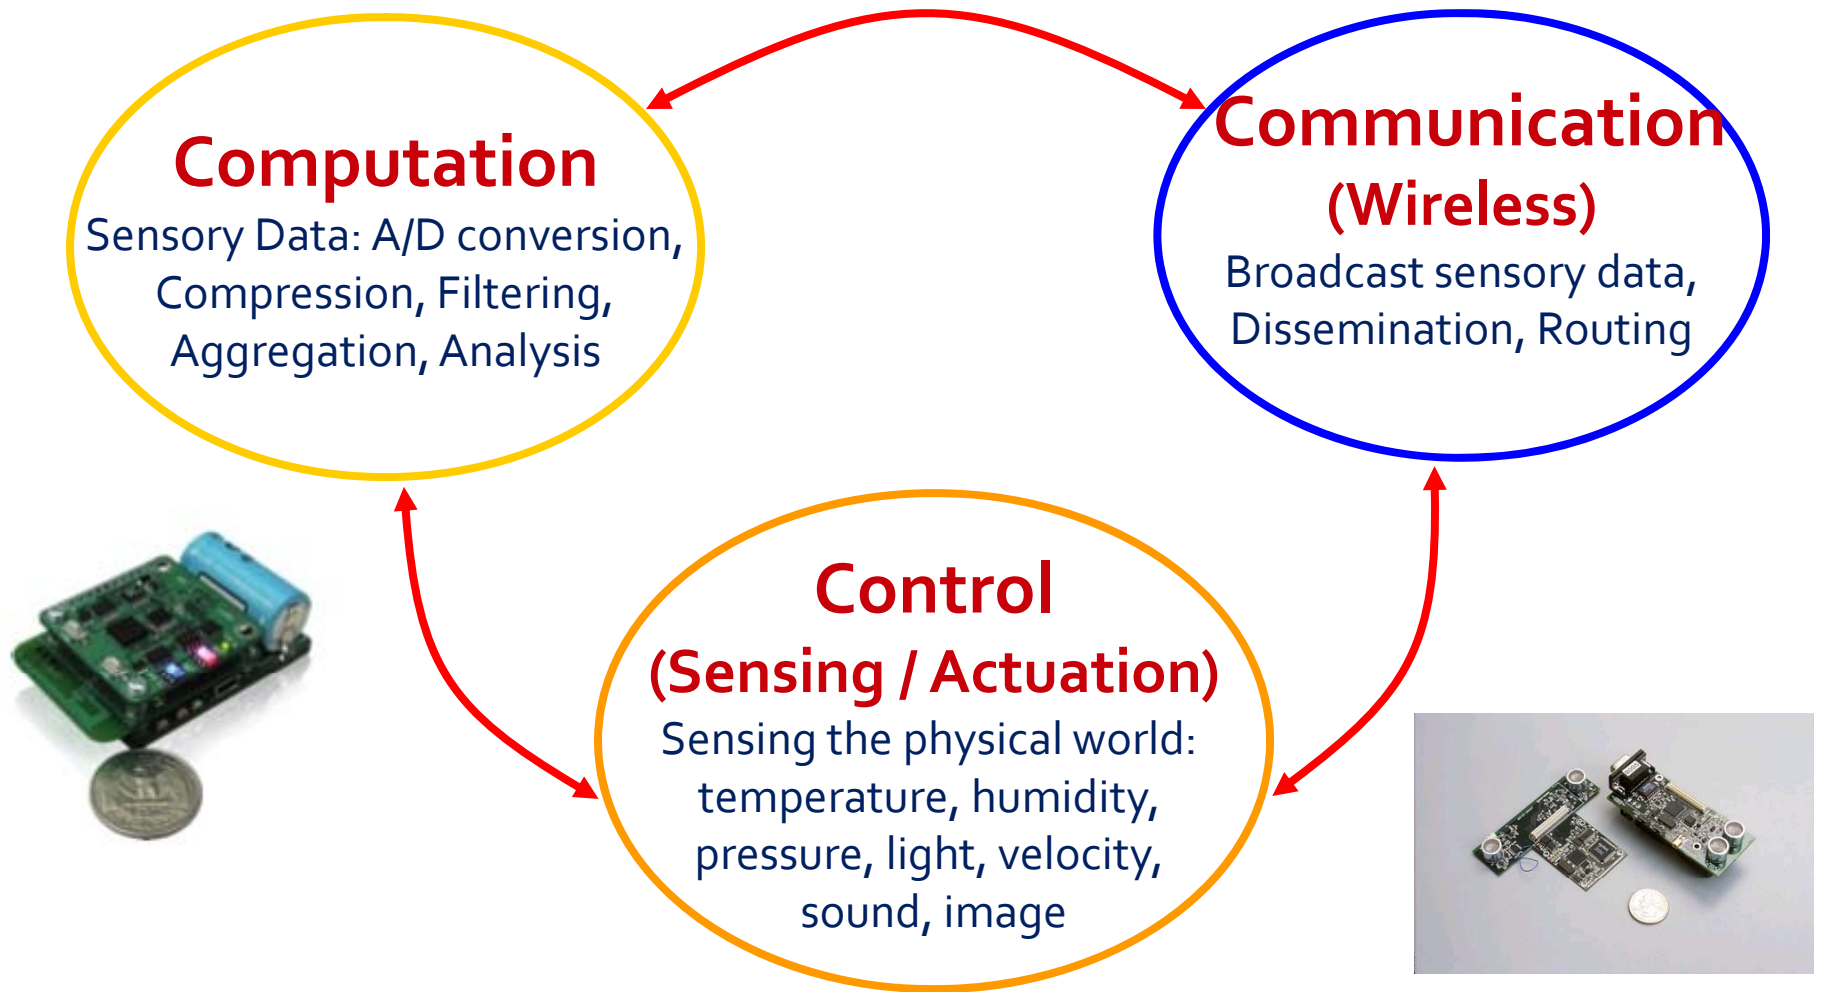 Computation
Sensory Data: A/D conversion,
Compression, Filtering,
Aggregation, Analysis
Communication
(Wireless)
Broadcast sensory data,
Dissemination, Routing
Control
(Sensing / Actuation)
Sensing the physical world:
temperature, humidity,
pressure, light, velocity,
sound, image